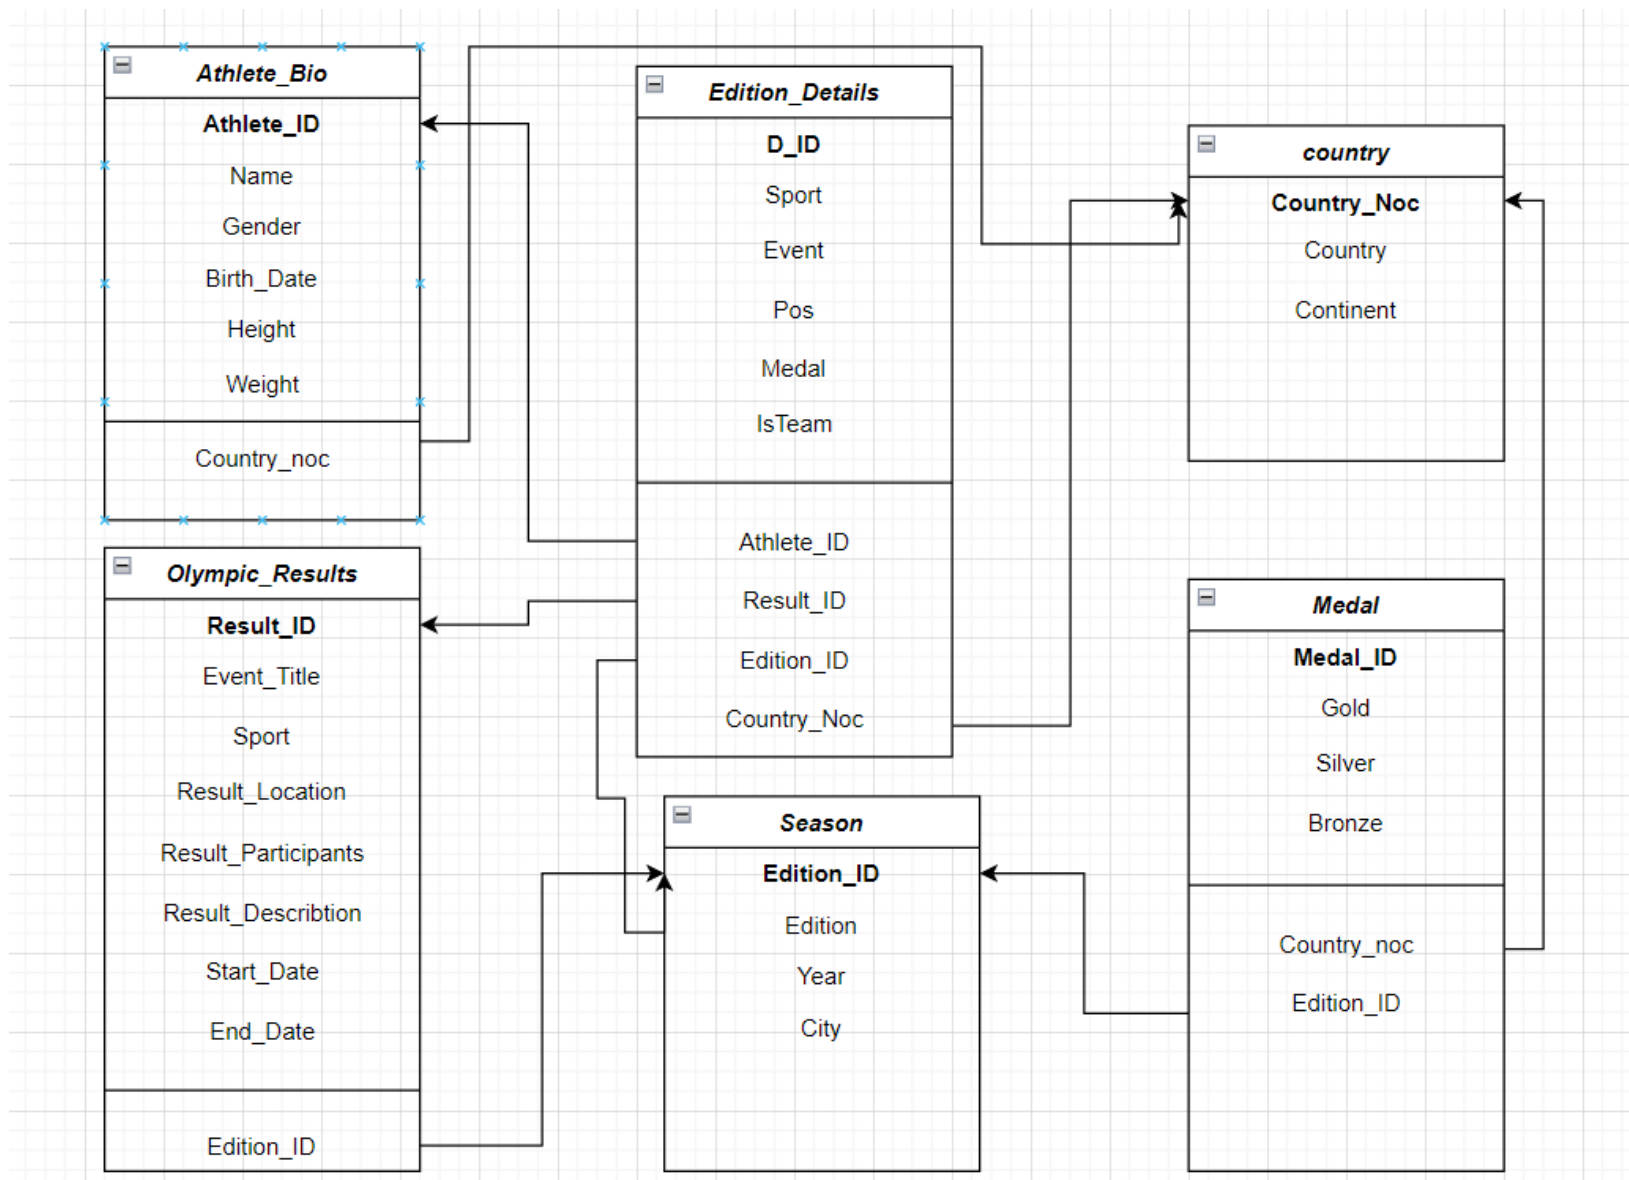 Athlete_Bio
Athlete_ID
Name
Gender
Birth_Date
Height
Weight
Country_noc
Olympic_Results
Result_ID
Event_Title
Sport
Result_Location
Result_Participants
Result_Describtion
Start_Date
End_Date
Edition_ID
Edition_Details
D_ID
Sport
Event
Pos
Medal
IsTeam
Athlete_ID
Result_ID
Edition_ID
Country_Noc
Season
Edition_ID
Edition
Year
City
country
Country_Noc
Country
Continent
Medal
Medal_ID
Gold
Silver
Bronze
Country_noc
Edition_ID